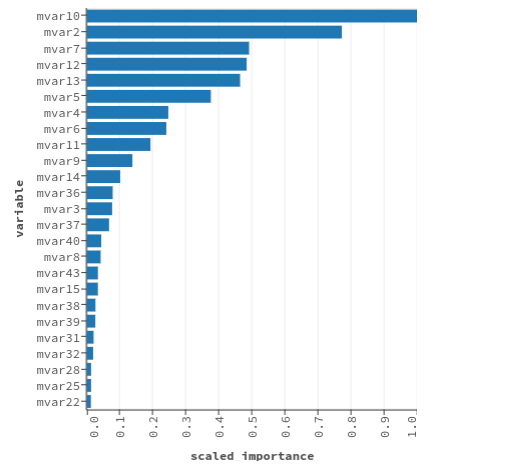 mvar10
mvar2
mvar7
mvar12
mvar13
mvar5
mvar4
mvar6
mvar11
mvar9
mvar14
mvar36
mvar3
mvar37
mvar40
mvar8
mvar43
mvar15
mvar38
mvar39
mvar31
mvar32
mvar28
mvar25
mvar22
variable
0.0 0.1 0.2 0.3 0.4 0.5 0.6 0.7 0.8 0.9 1.0
scaled importance